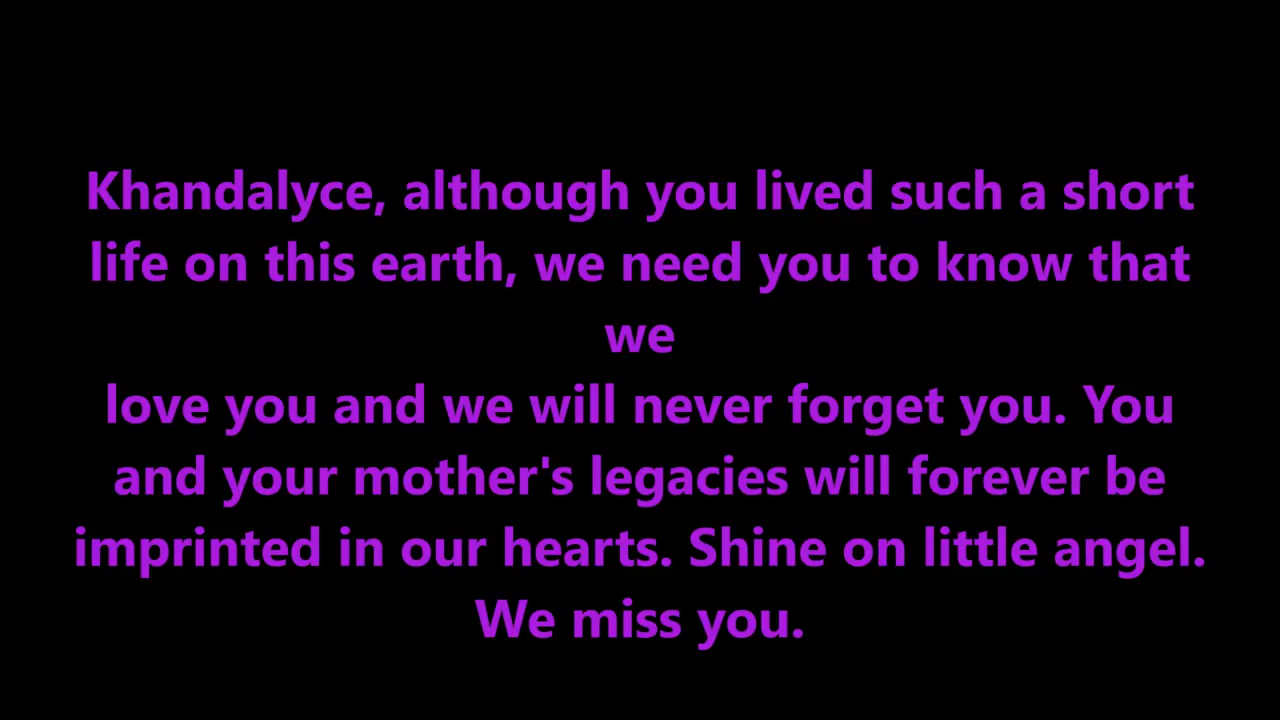 Khandalyce, although you lived such a short
life on this earth, we need you to know that
we
love you and we will never forget you. You
and your mother's legacies will forever be
imprinted in our hearts. Shine on little angel.
We miss you.